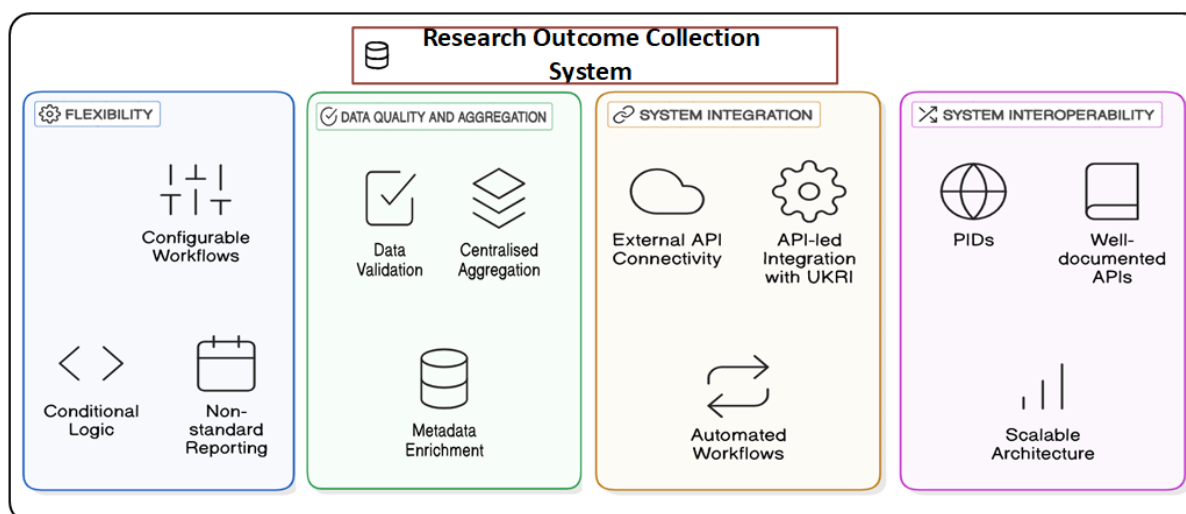 Research Outcome Collection
System
FLEXIBILITY
Configurable
Workflows
Conditional
Logic
Non-
standard
Reporting
DATA QUALITY AND AGGREGATION
Data
Validation
Centralised
Aggregation
Metadata
Enrichment
SYSTEM INTEGRATION
External API
Connectivity
API-led
Integration
with UKRI
Automated
Workflows
SYSTEM INTEROPERABILITY
PIDs
Well-
documented
APIs
Scalable
Architecture